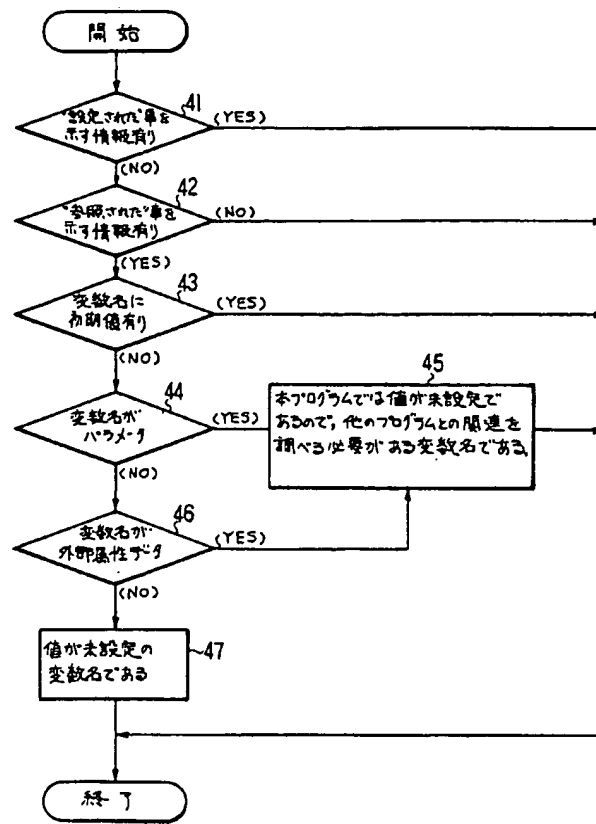 開始
41
"設定された"事を
示す情報有り
(YES)
(NO)
42
"参照された"事を
示す情報有り
(NO)
(YES)
43
変数名に
初期値有り
(YES)
(NO)
44
変数名が
パラメータ
(YES)
(NO)
45
本プログラムでは値が未設定で
あるので,他のプログラムとの関連を
調べる必要がある変数名である。
46
変数名が
外部属性データ
(YES)
(NO)
値が未設定の
変数名である
47
終了